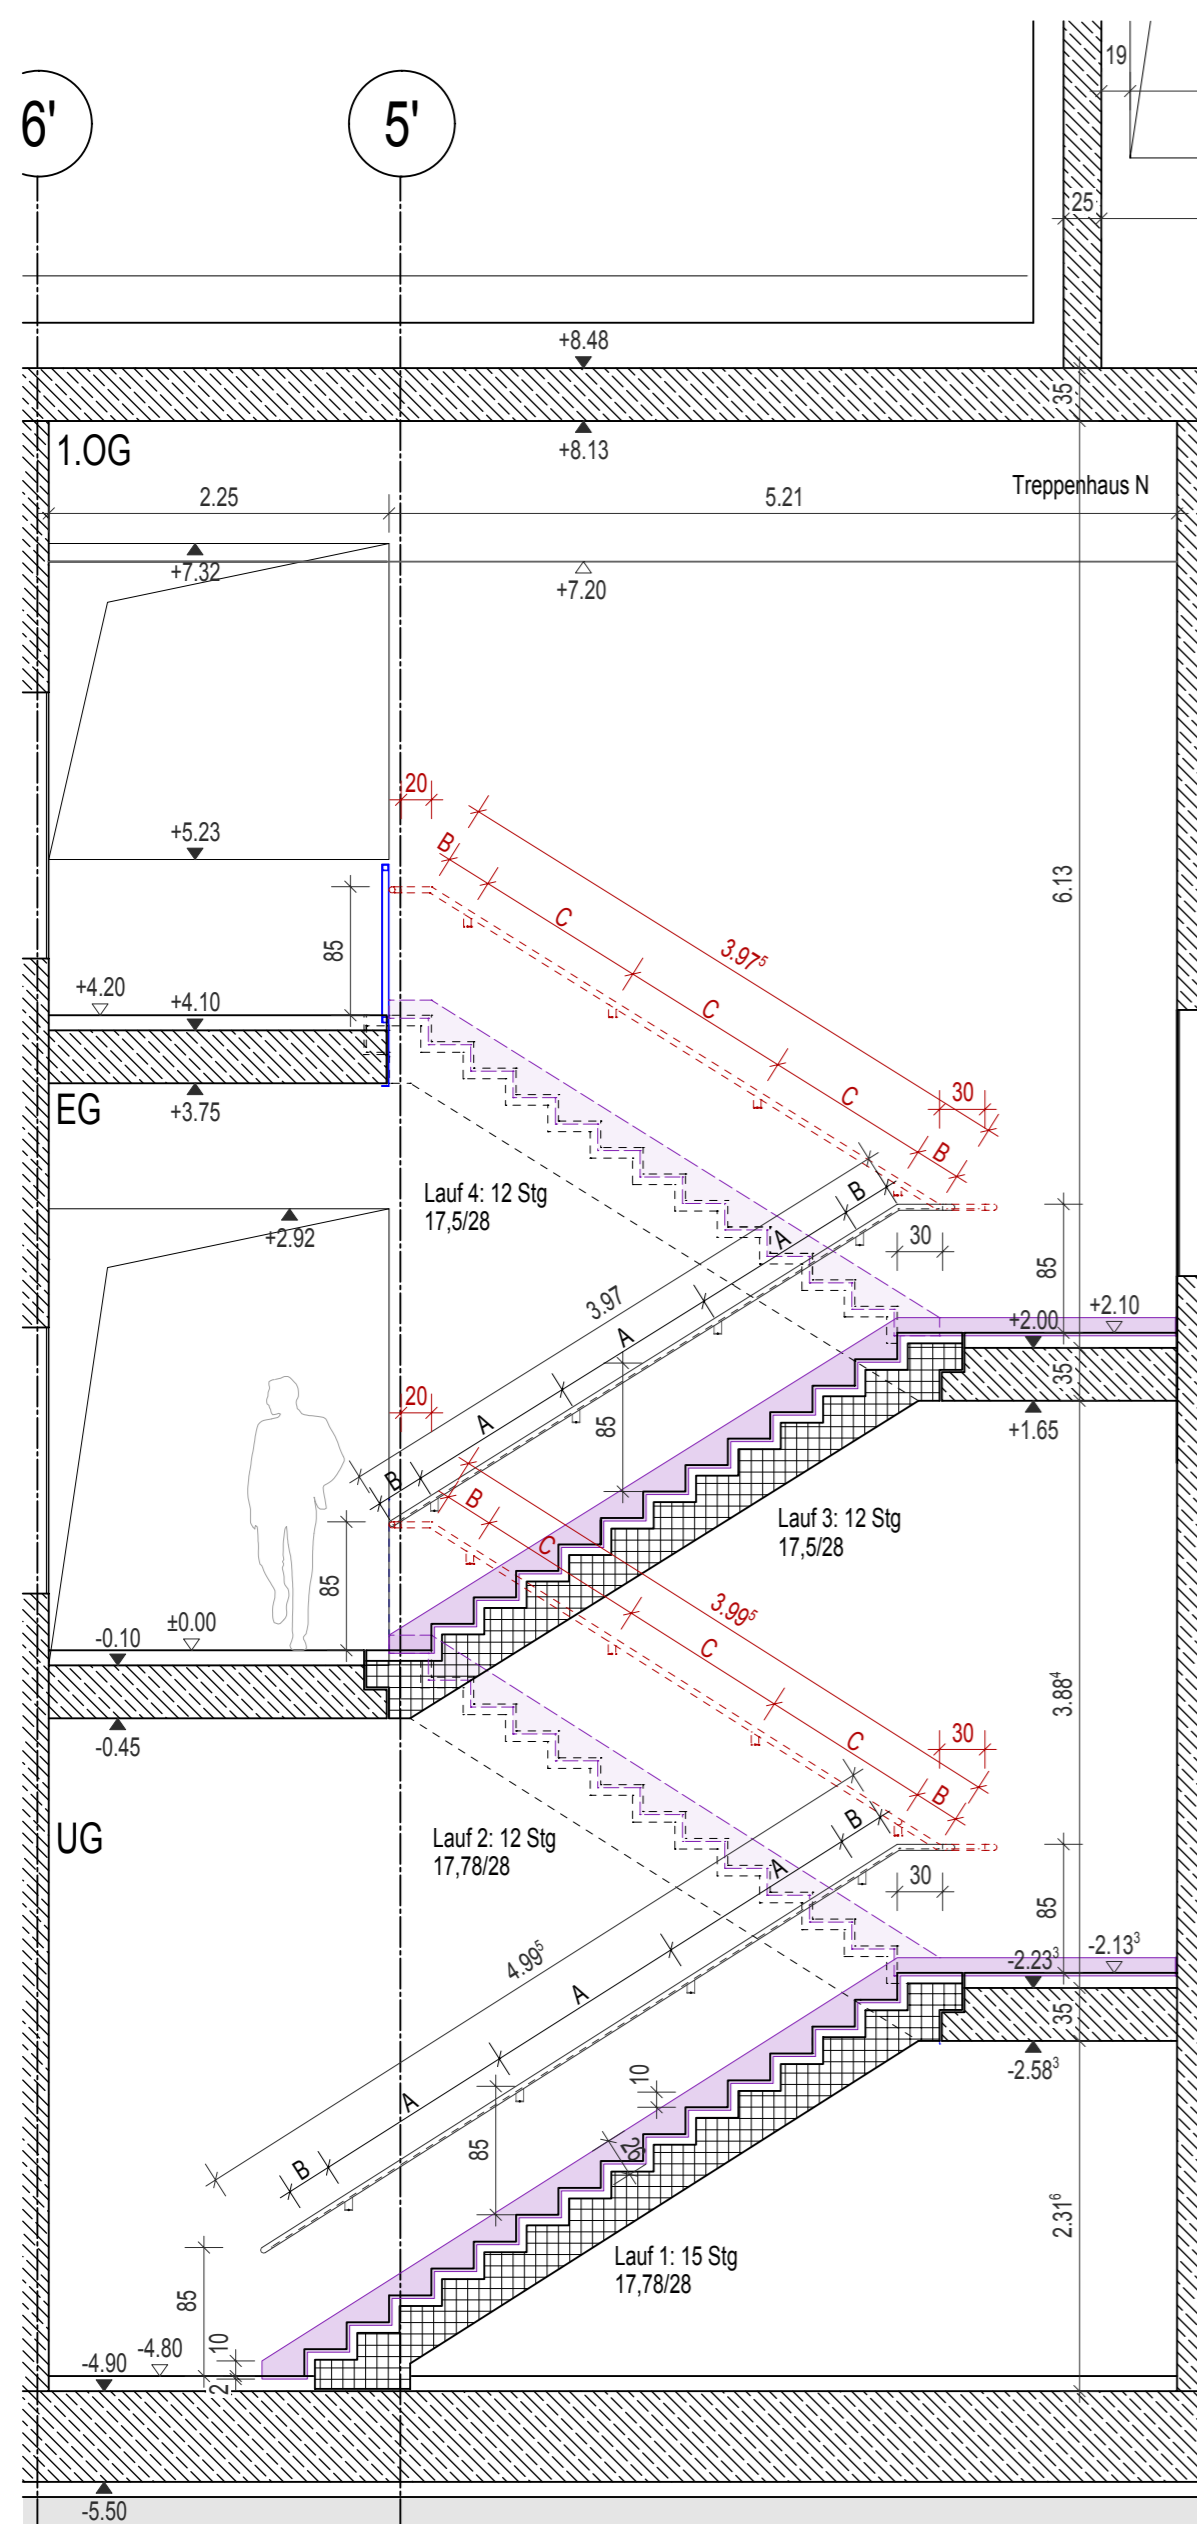 6'
5'
19
25
+8.48
35
+8.13
1.OG
Treppenhaus N
2.25
5.21
+7.32
+7.20
20
+5.23
B
C
3.97⁵
6.13
85
C
+4.20
+4.10
C
30
EG
+3.75
B
Lauf 4: 12 Stg
17,5/28
B
+2.92
A
30
85
3.97
+2.10
+2.00
A
35
20
85
A
+1.65
B
B
Lauf 3: 12 Stg
17,5/28
C
85
3.99⁵
±0.00
-0.10
C
3.88⁴
-0.45
C
30
B
UG
Lauf 2: 12 Stg
17,78/28
B
A
30
85
4.99⁵
-2.13³
-2.23³
A
35
-2.58³
10
A
85
26
B
2.31⁶
Lauf 1: 15 Stg
17,78/28
85
10
-4.80
-4.90
2
-5.50